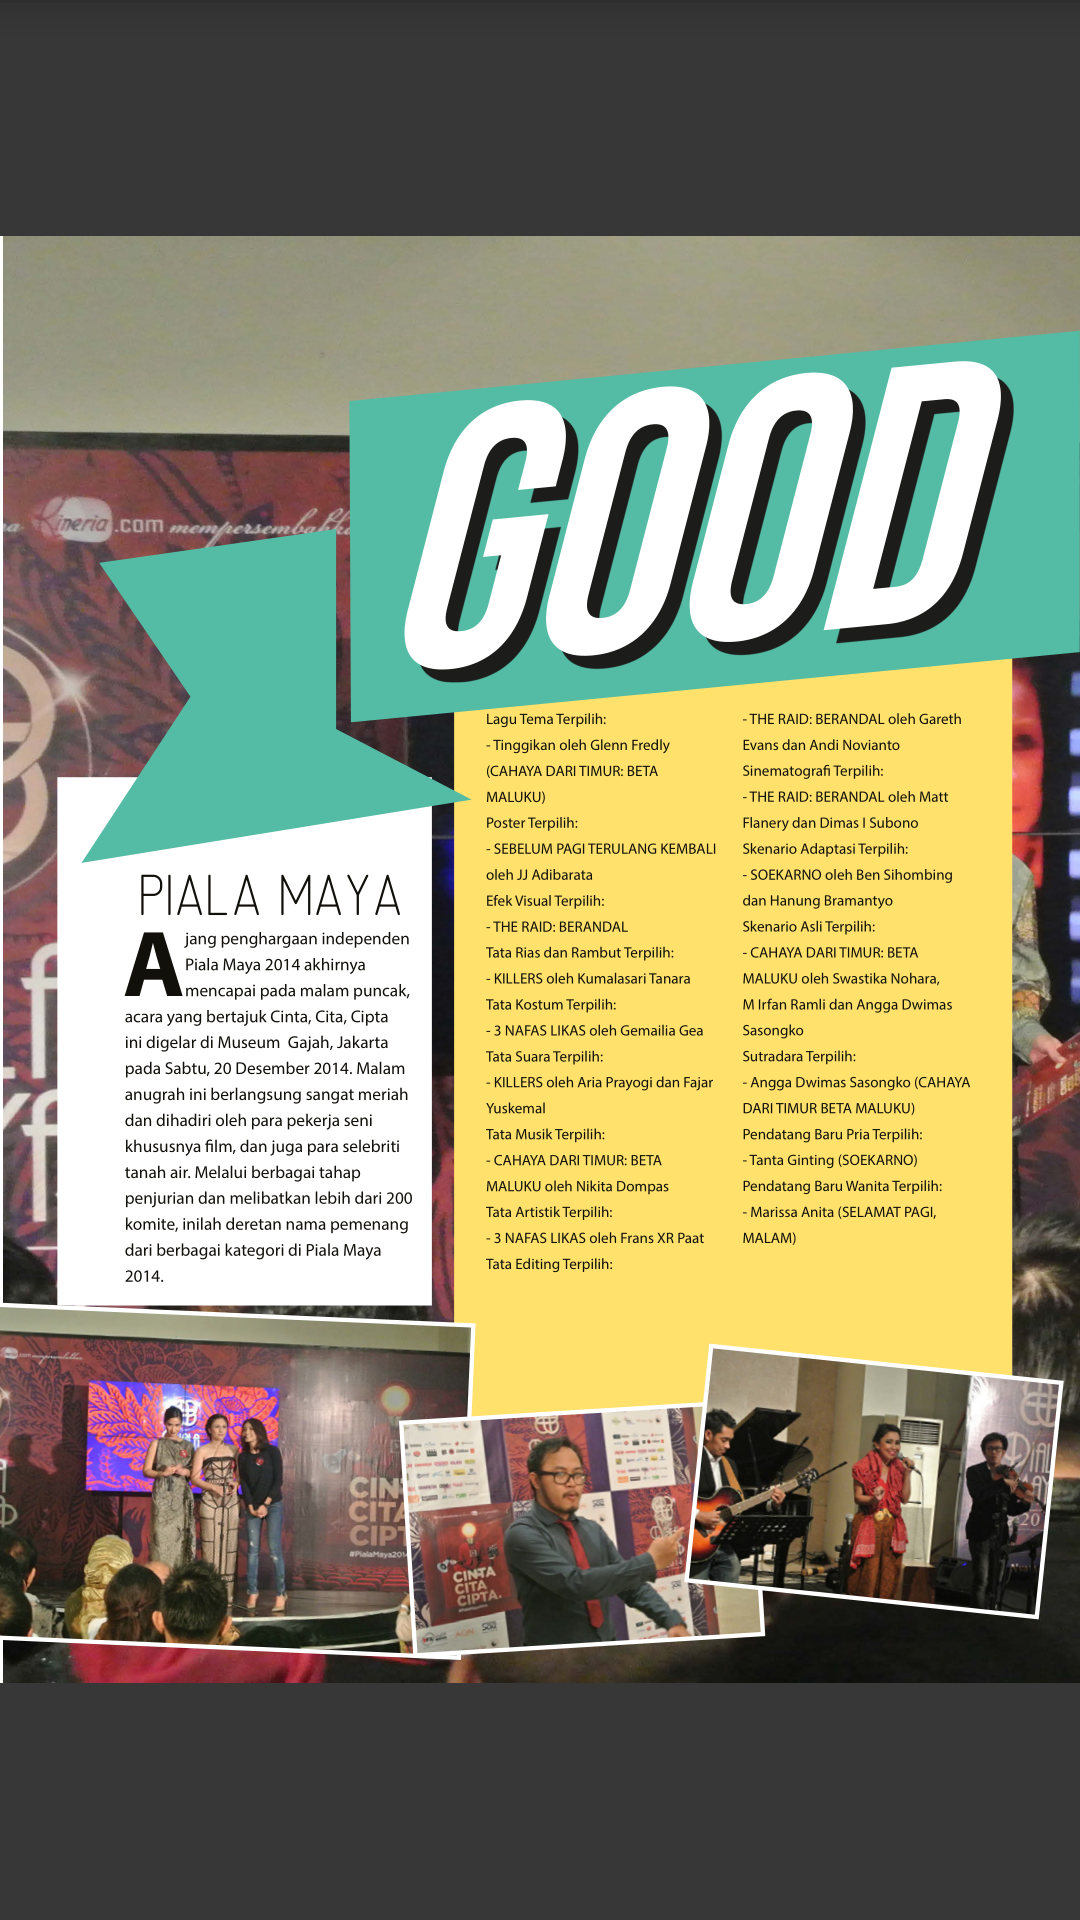 Kineria.com mempersembahka
GOOD
PIALA MAYA
Ajang penghargaan independen
Piala Maya 2014 akhirnya
mencapai pada malam puncak,
acara yang bertajuk Cinta, Cita, Cipta
ini digelar di Museum  Gajah, Jakarta
pada Sabtu, 20 Desember 2014. Malam
anugrah ini berlangsung sangat meriah
dan dihadiri oleh para pekerja seni
khususnya film, dan juga para selebriti
tanah air. Melalui berbagai tahap
penjurian dan melibatkan lebih dari 200
komite, inilah deretan nama pemenang
dari berbagai kategori di Piala Maya
2014.
Lagu Tema Terpilih:
- Tinggikan oleh Glenn Fredly
(CAHAYA DARI TIMUR: BETA
MALUKU)
Poster Terpilih:
- SEBELUM PAGI TERULANG KEMBALI
oleh JJ Adibarata
Efek Visual Terpilih:
- THE RAID: BERANDAL
Tata Rias dan Rambut Terpilih:
- KILLERS oleh Kumalasari Tanara
Tata Kostum Terpilih:
- 3 NAFAS LIKAS oleh Gemailia Gea
Tata Suara Terpilih:
- KILLERS oleh Aria Prayogi dan Fajar
Yuskemal
Tata Musik Terpilih:
- CAHAYA DARI TIMUR: BETA
MALUKU oleh Nikita Dompas
Tata Artistik Terpilih:
- 3 NAFAS LIKAS oleh Frans XR Paat
Tata Editing Terpilih:
- THE RAID: BERANDAL oleh Gareth
Evans dan Andi Novianto
Sinematografi Terpilih:
- THE RAID: BERANDAL oleh Matt
Flanery dan Dimas I Subono
Skenario Adaptasi Terpilih:
- SOEKARNO oleh Ben Sihombing
dan Hanung Bramantyo
Skenario Asli Terpilih:
- CAHAYA DARI TIMUR: BETA
MALUKU oleh Swastika Nohara,
M Irfan Ramli dan Angga Dwimas
Sasongko
Sutradara Terpilih:
- Angga Dwimas Sasongko (CAHAYA
DARI TIMUR BETA MALUKU)
Pendatang Baru Pria Terpilih:
- Tanta Ginting (SOEKARNO)
Pendatang Baru Wanita Terpilih:
- Marissa Anita (SELAMAT PAGI,
MALAM)
CINT
CITA
CIPT
#PialaMaya2014
CINTA
CITA
CIPTA.